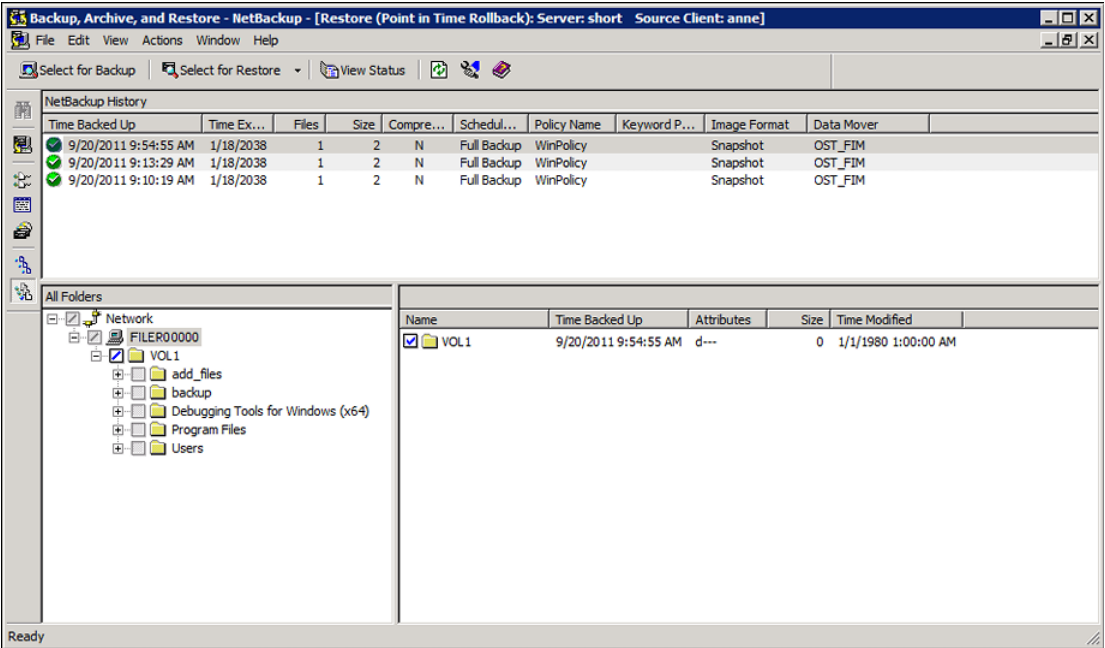 Backup, Archive, and Restore - NetBackup - [Restore (Point in Time Rollback): Server: short Source Client: anne]
File Edit View Actions Window Help
Select for Backup Select for Restore View Status
NetBackup History
Time Backed Up Time Ex... Files Size Compre... Schedul... Policy Name Keyword P... Image Format Data Mover
9/20/2011 9:54:55 AM 1/18/2038 1 2 N Full Backup WinPolicy Snapshot OST_FIM
9/20/2011 9:13:29 AM 1/18/2038 1 2 N Full Backup WinPolicy Snapshot OST_FIM
9/20/2011 9:10:19 AM 1/18/2038 1 2 N Full Backup WinPolicy Snapshot OST_FIM
All Folders
Network
FILER00000
VOL1
add_files
backup
Debugging Tools for Windows (x64)
Program Files
Users
Name Time Backed Up Attributes Size Time Modified
VOL1 9/20/2011 9:54:55 AM d--- 0 1/1/1980 1:00:00 AM
Ready